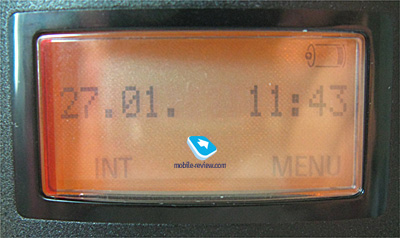 27.01. 11:43
mobile-review.com
INT MENU